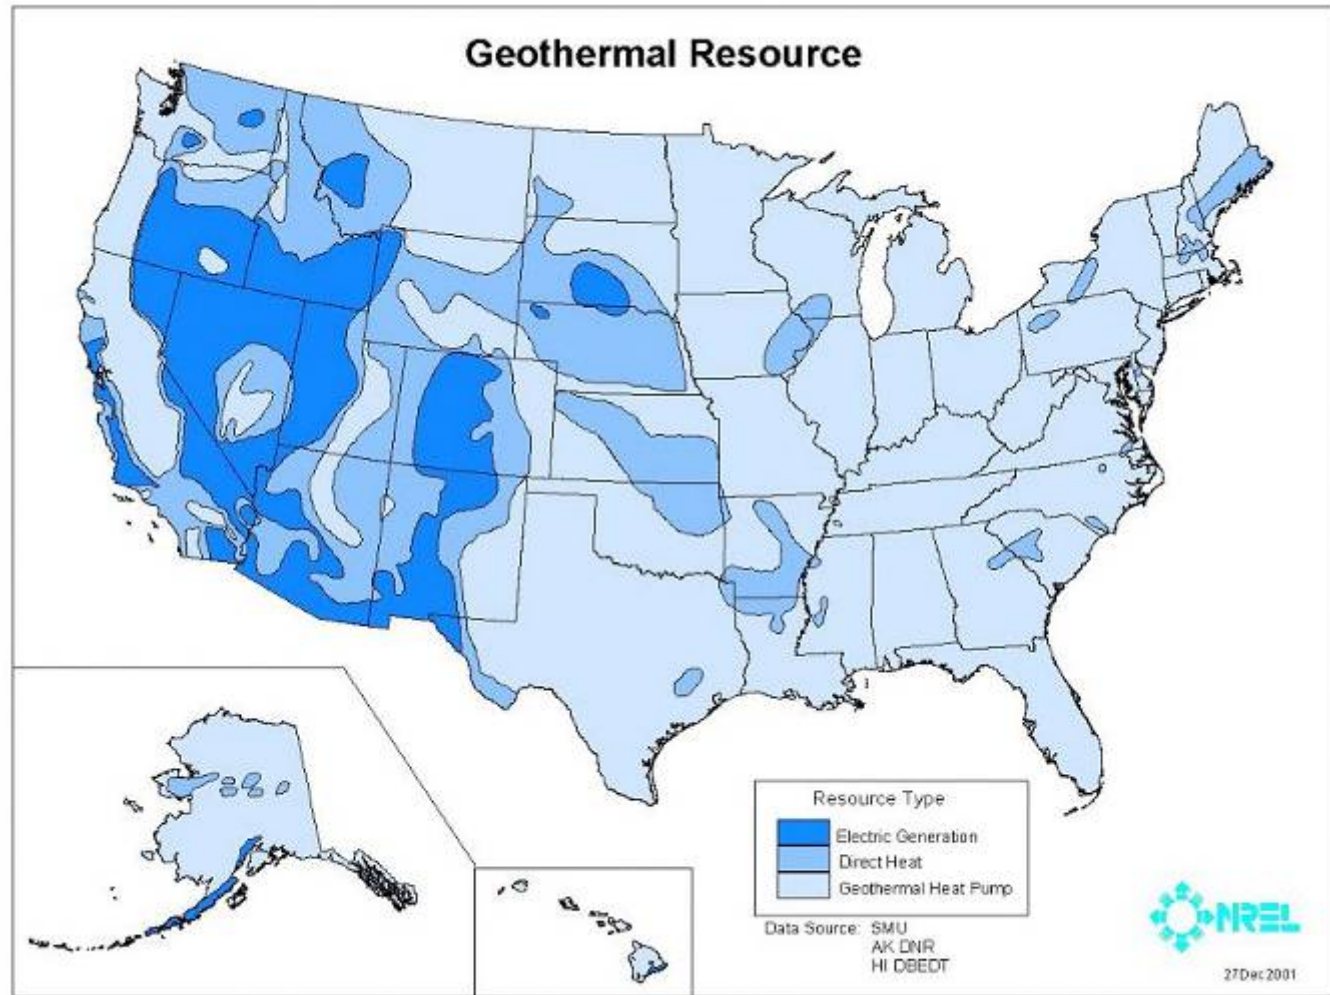 Geothermal Resource
Resource Type
Electric Generation
Direct Heat
Geothermal Heat Pump
Data Source: SMU
AK DNR
HI DBEDT
NREL
27Dec2001